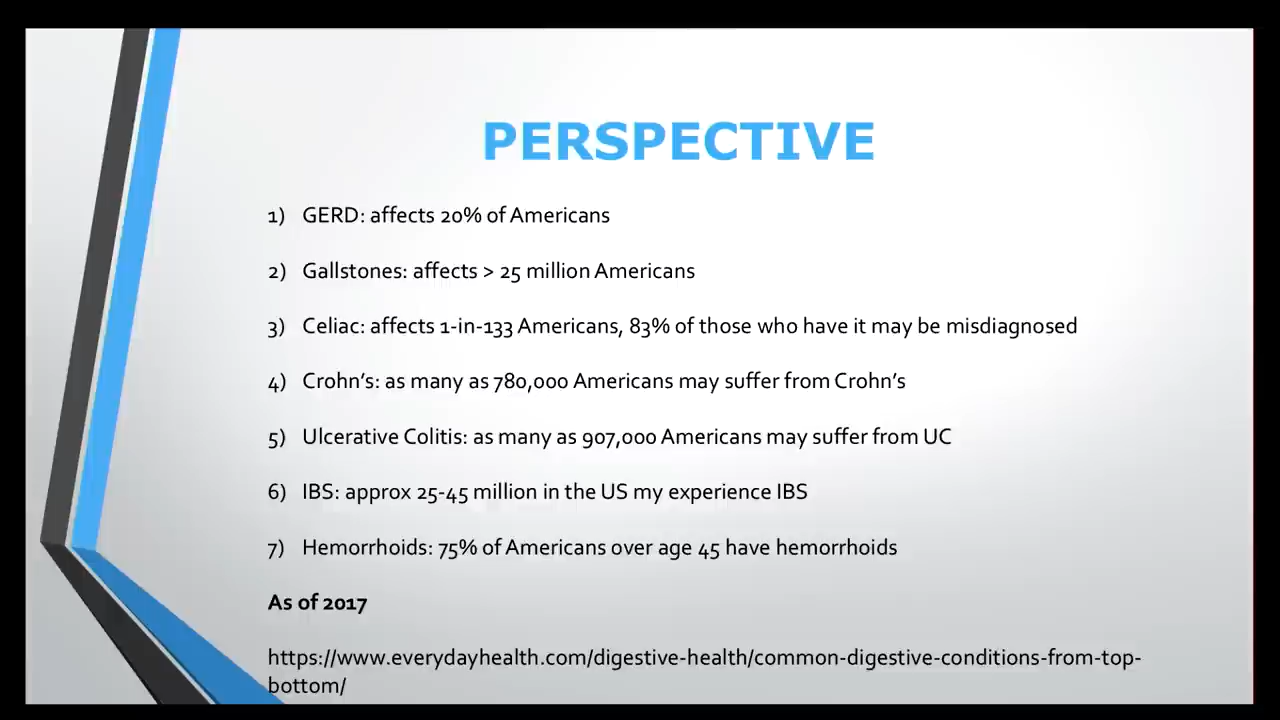 PERSPECTIVE
1) GERD: affects 20% of Americans
2) Gallstones: affects > 25 million Americans
3) Celiac: affects 1-in-133 Americans, 83% of those who have it may be misdiagnosed
4) Crohn's: as many as 780,000 Americans may suffer from Crohn's
5) Ulcerative Colitis: as many as 907,000 Americans may suffer from UC
6) IBS: approx 25-45 million in the US my experience IBS
7) Hemorrhoids: 75% of Americans over age 45 have hemorrhoids
As of 2017
https://www.everydayhealth.com/digestive-health/common-digestive-conditions-from-top-
bottom/